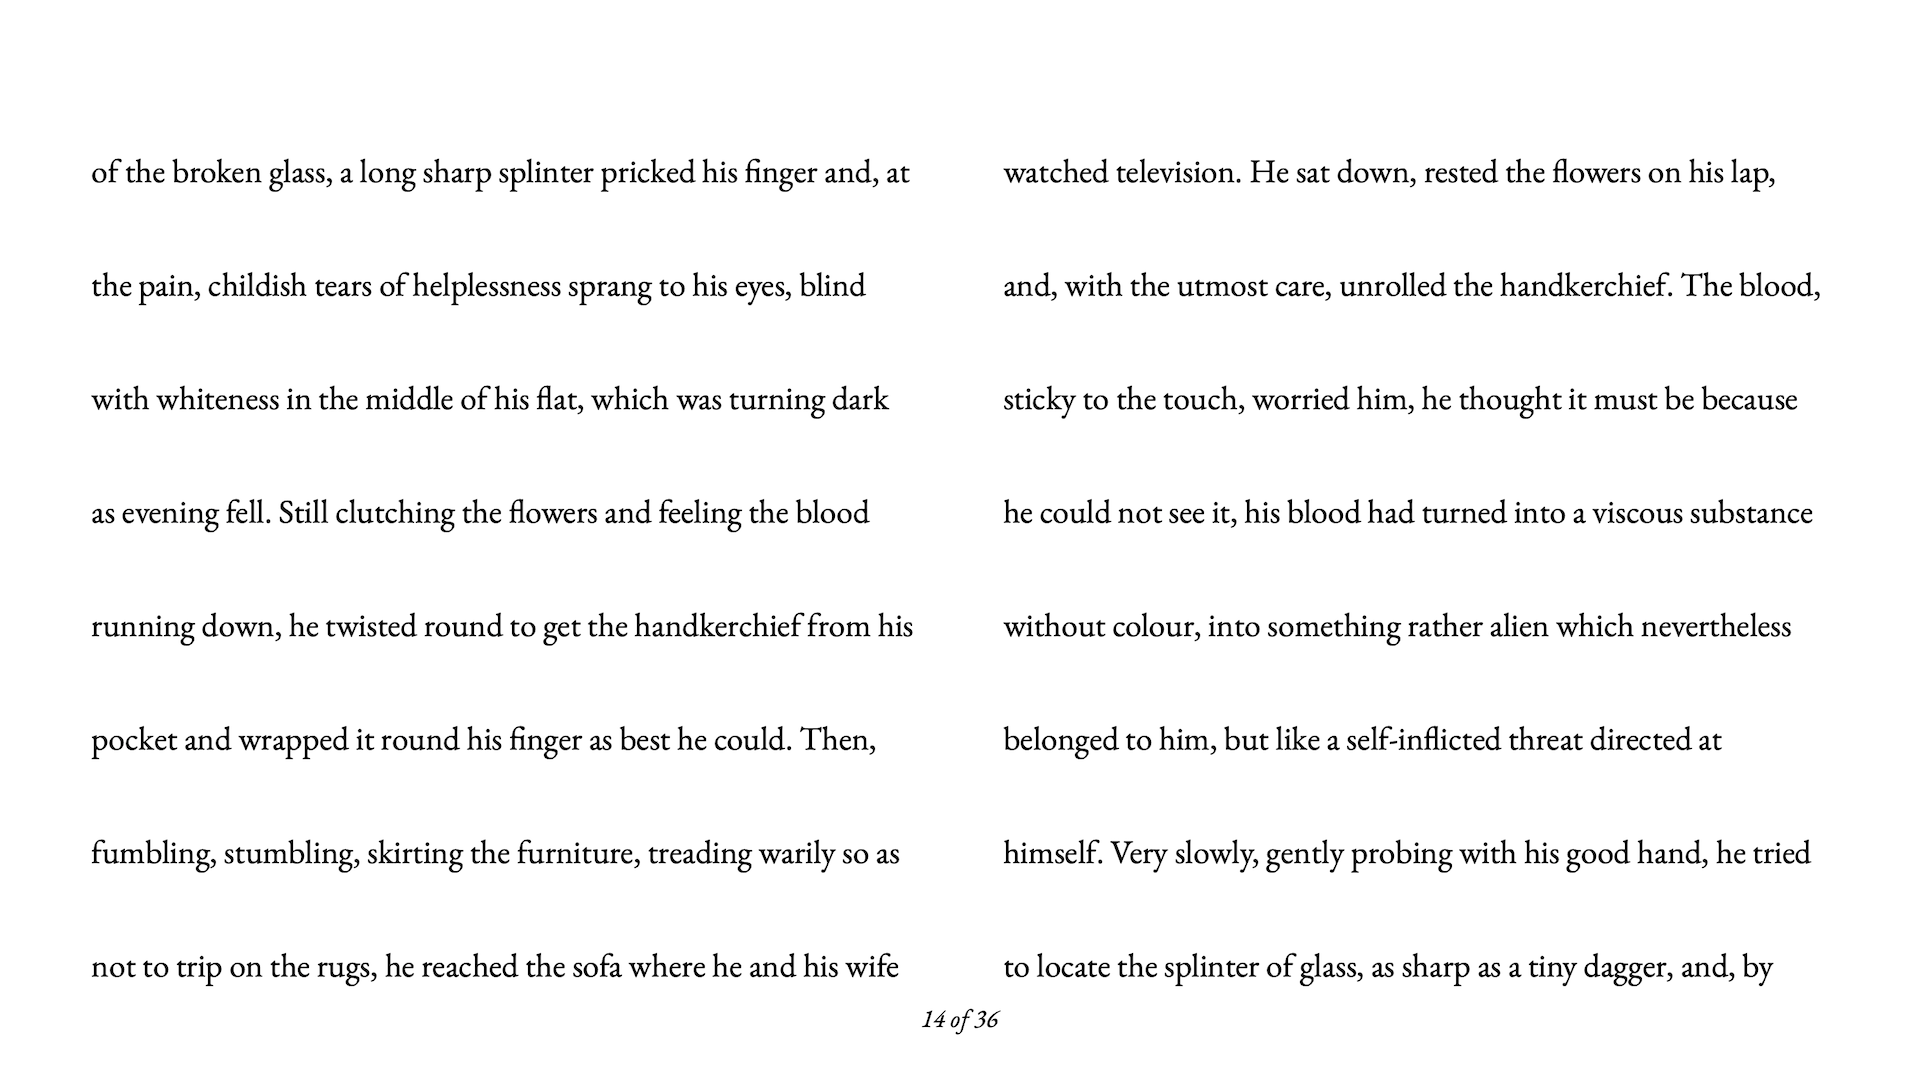 of the broken glass, a long sharp splinter pricked his finger and, at
the pain, childish tears of helplessness sprang to his eyes, blind
with whiteness in the middle of his flat, which was turning dark
as evening fell. Still clutching the flowers and feeling the blood
running down, he twisted round to get the handkerchief from his
pocket and wrapped it round his finger as best he could. Then,
fumbling, stumbling, skirting the furniture, treading warily so as
not to trip on the rugs, he reached the sofa where he and his wife
watched television. He sat down, rested the flowers on his lap,
and, with the utmost care, unrolled the handkerchief. The blood,
sticky to the touch, worried him, he thought it must be because
he could not see it, his blood had turned into a viscous substance
without colour, into something rather alien which nevertheless
belonged to him, but like a self-inflicted threat directed at
himself. Very slowly, gently probing with his good hand, he tried
to locate the splinter of glass, as sharp as a tiny dagger, and, by
14 of 36